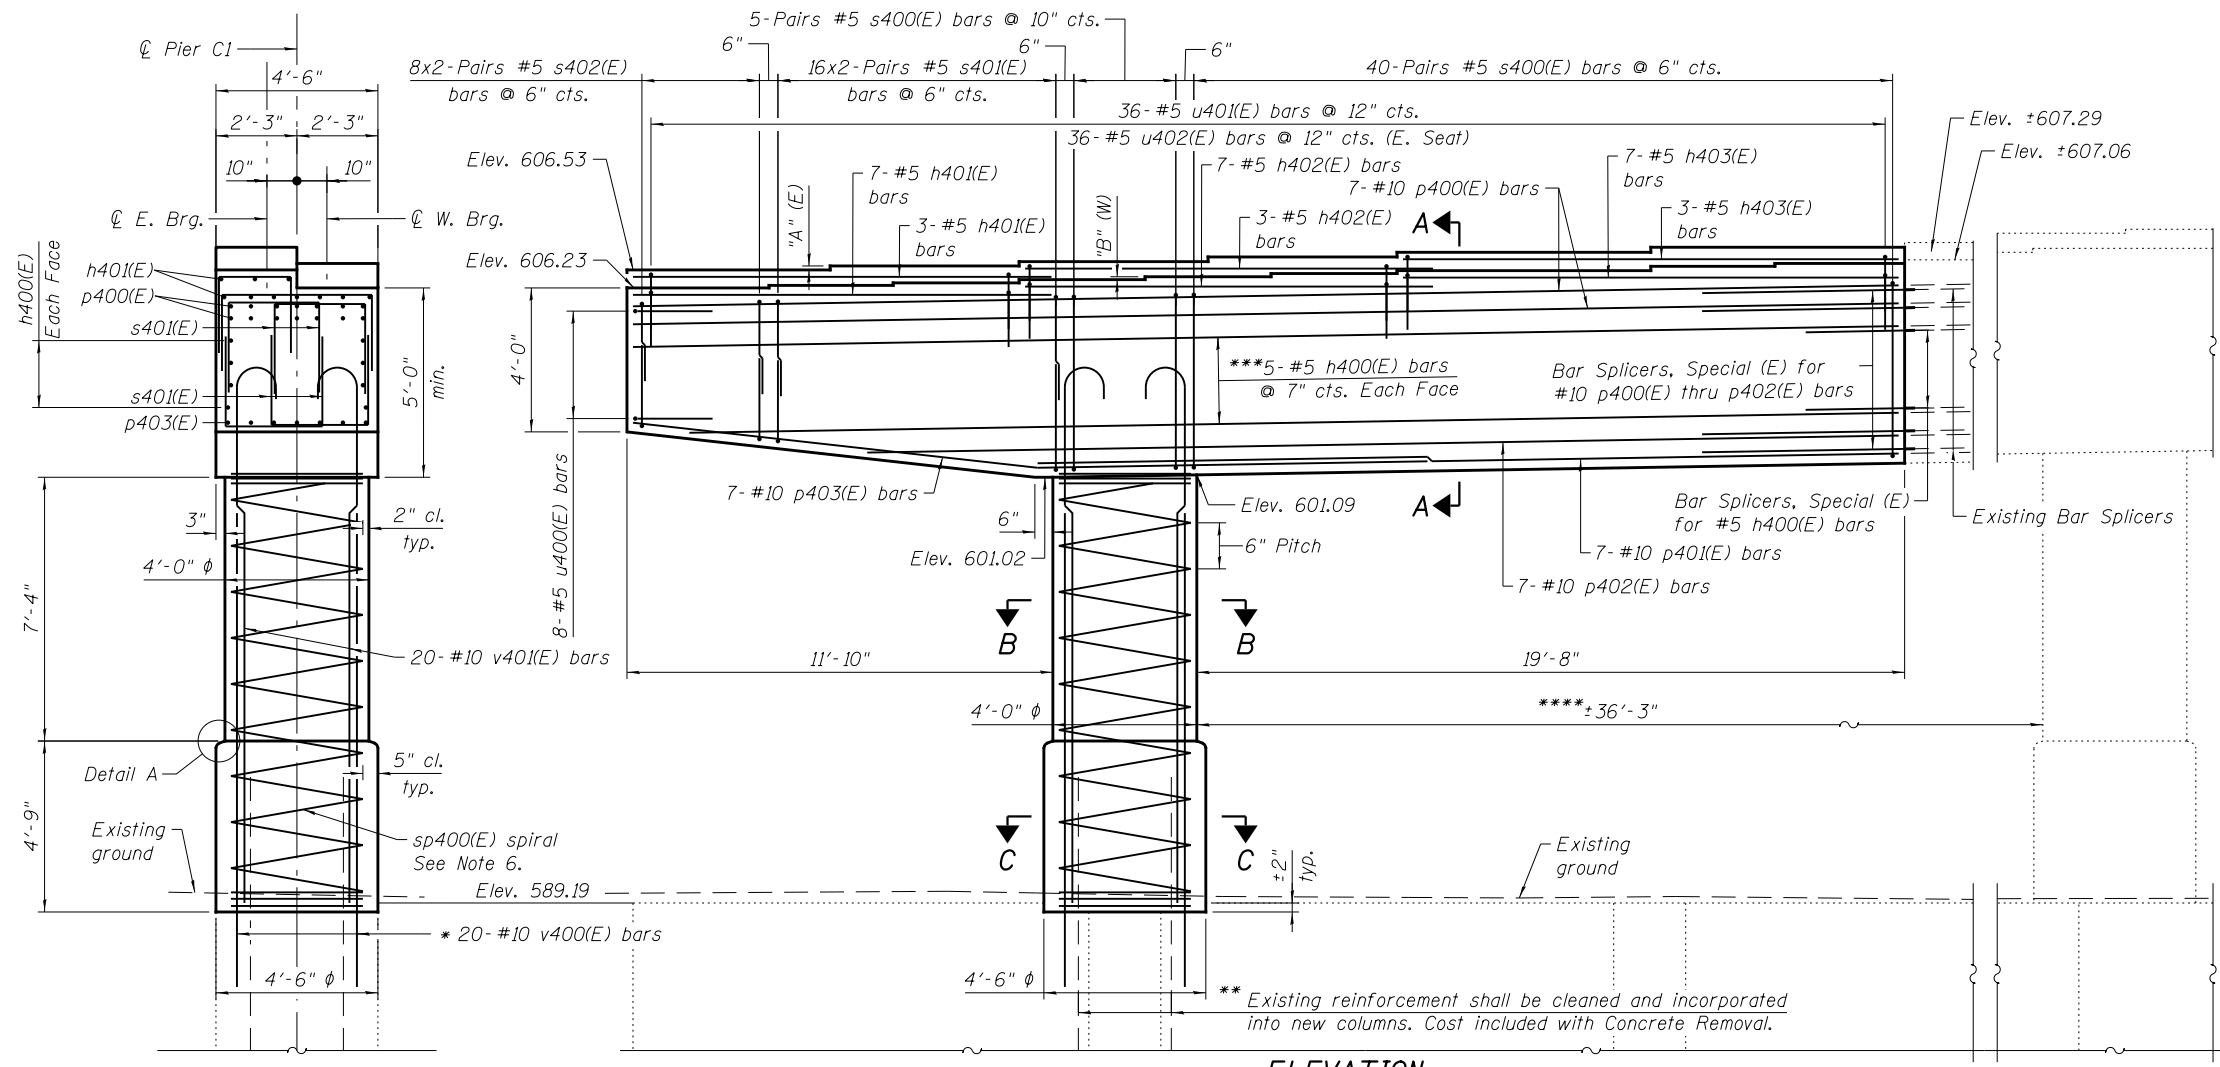 5-Pairs #5 s400(E) bars @ 10" cts.
℄ Pier C1
6"
6"
6"
4'-6"
8x2-Pairs #5 s402(E)
bars @ 6" cts.
16x2-Pairs #5 s401(E)
bars @ 6" cts.
40-Pairs #5 s400(E) bars @ 6" cts.
36-#5 u401(E) bars @ 12" cts.
36-#5 u402(E) bars @ 12" cts. (E. Seat)
2'-3"
2'-3"
Elev. ±607.29
Elev. ±607.06
Elev. 606.53
10"
10"
7-#5 h401(E)
bars
7-#5 h402(E) bars
7-#5 h403(E)
bars
7-#10 p400(E) bars
"A" (E)
"B" (W)
℄ E. Brg.
℄ W. Brg.
3-#5 h401(E)
bars
3-#5 h402(E)
bars
A
3-#5 h403(E)
bars
Elev. 606.23
h400(E)
Each Face
h401(E)
p400(E)
s401(E)
s401(E)
p403(E)
5'-0"
min.
4'-0"
***5-#5 h400(E) bars
@ 7" cts. Each Face
Bar Splicers, Special (E) for
#10 p400(E) thru p402(E) bars
8-#5 u400(E) bars
7-#10 p403(E) bars
Elev. 601.09
A
Bar Splicers, Special (E)
for #5 h400(E) bars
Existing Bar Splicers
3"
2" cl.
typ.
6"
Elev. 601.02
6" Pitch
7-#10 p401(E) bars
7-#10 p402(E) bars
4'-0" ϕ
7'-4"
B
B
20-#10 v401(E) bars
11'-10"
19'-8"
4'-0" ϕ
****±36'-3"
Detail A
5" cl.
typ.
4'-9"
Existing
ground
sp400(E) spiral
See Note 6.
C
C
±2"
typ.
Existing
ground
Elev. 589.19
* 20-#10 v400(E) bars
4'-6" ϕ
4'-6" ϕ
** Existing reinforcement shall be cleaned and incorporated
into new columns. Cost included with Concrete Removal.
ELEVATION